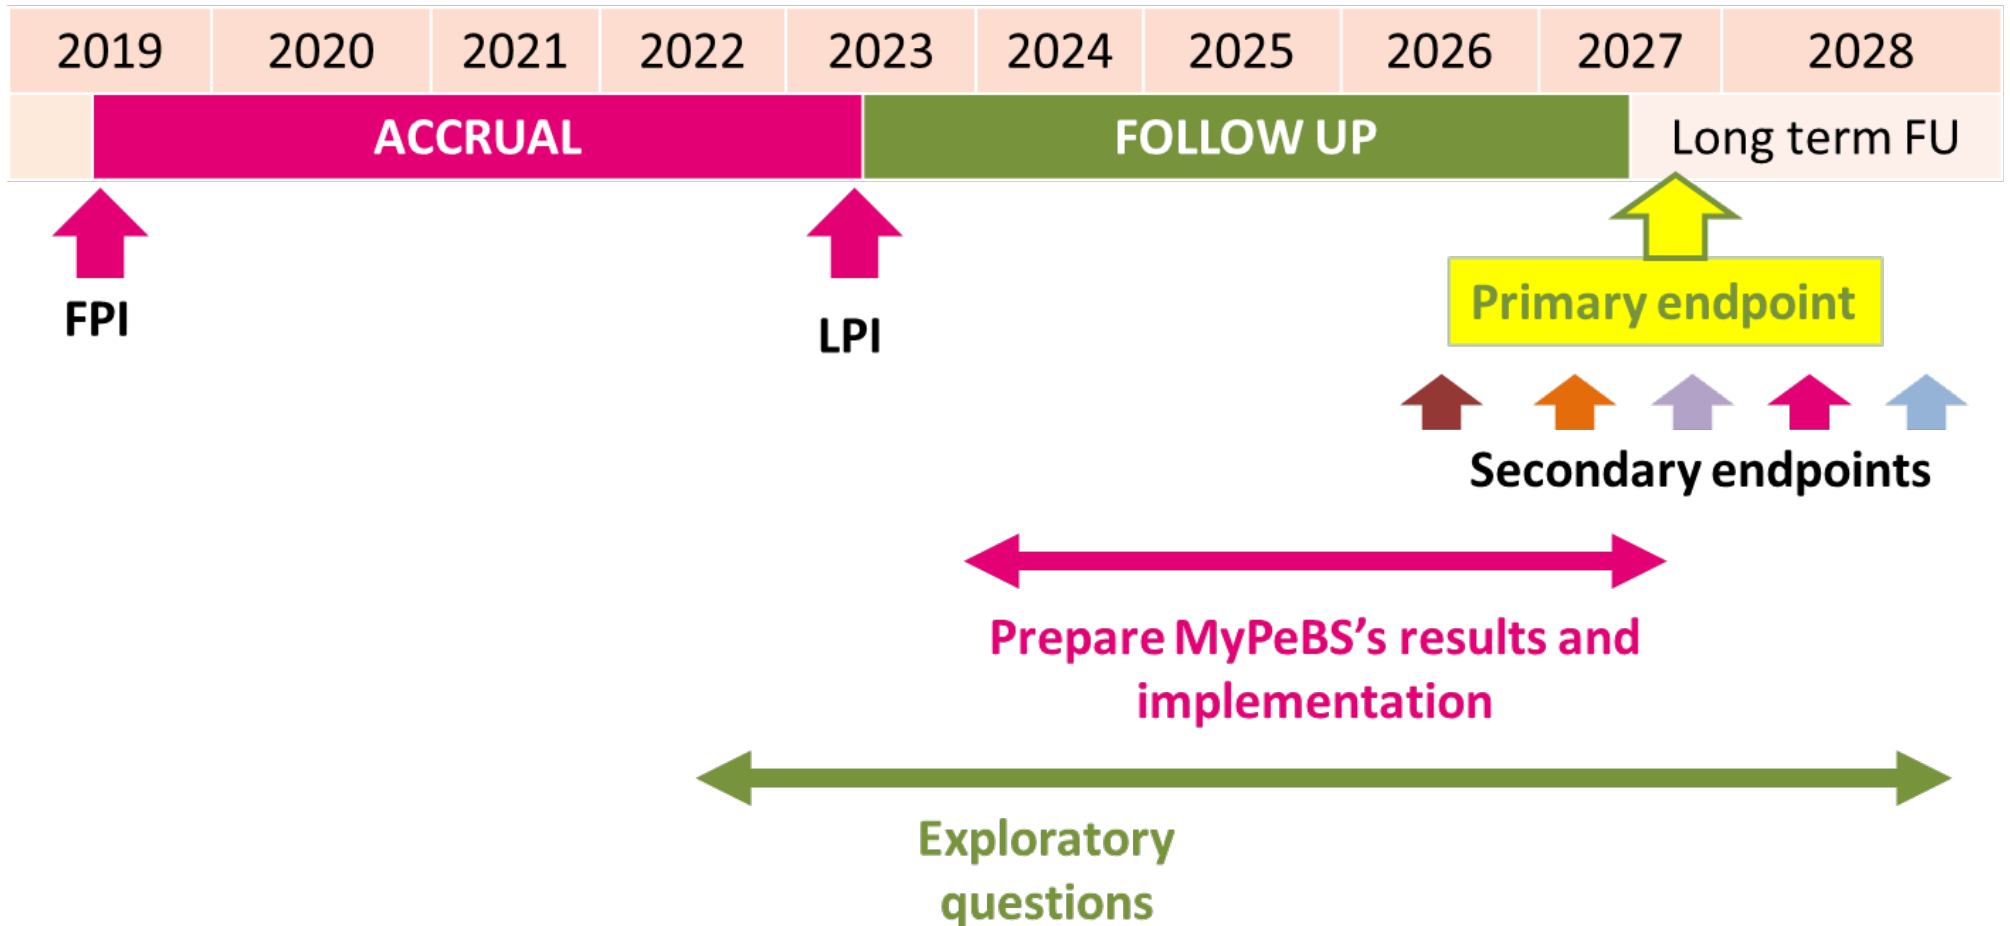 2019 2020 2021 2022 2023 2024 2025 2026 2027 2028
ACCRUAL FOLLOW UP Long term FU
FPI LPI
Primary endpoint
Secondary endpoints
Prepare MyPeBS’s results and
implementation
Exploratory
questions